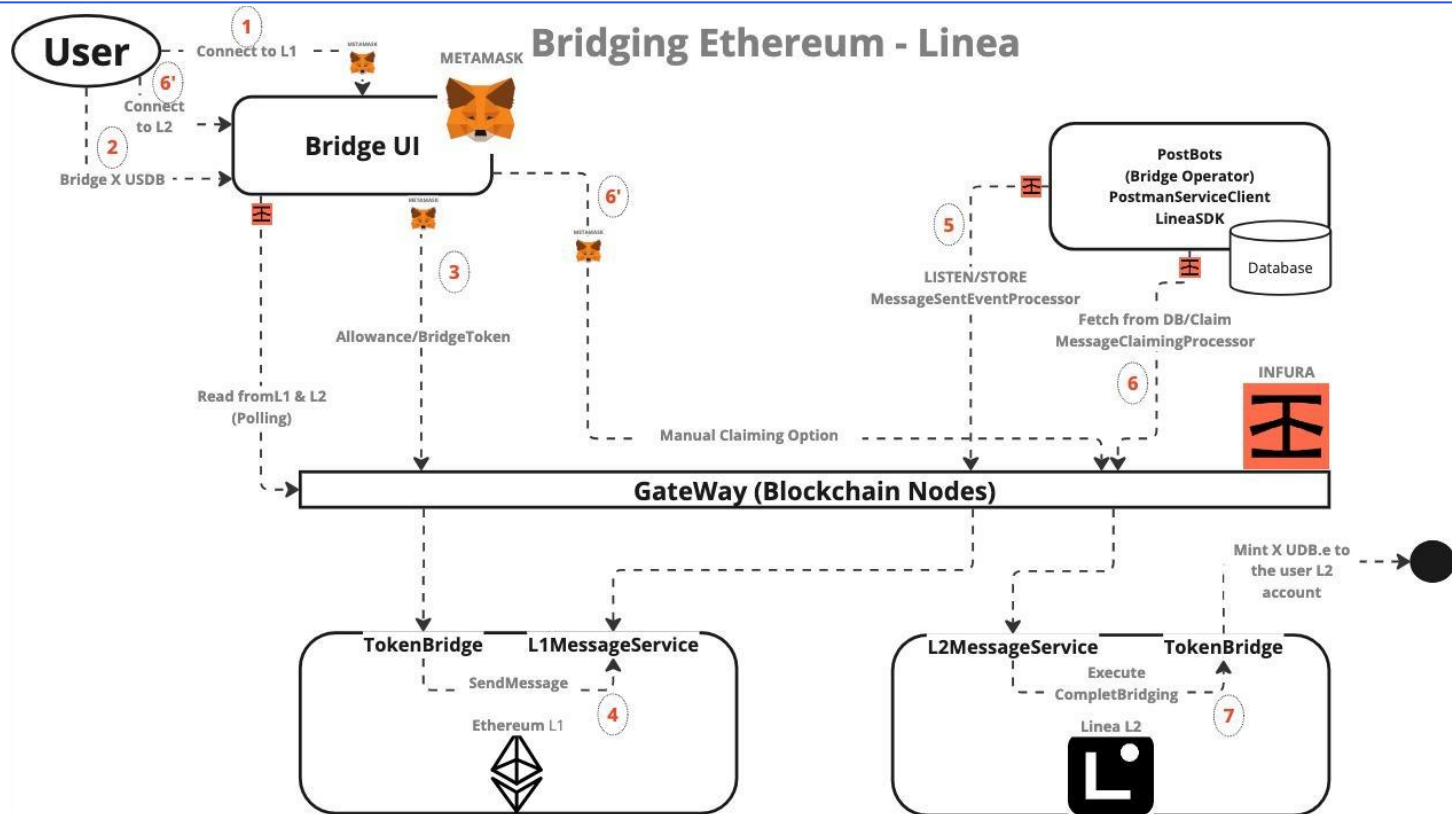 Bridging Ethereum - Linea
User
1
Connect to L1
METAMASK
METAMASK
6'
Connect
to L2
2
Bridge X USDB
Bridge UI
METAMASK
3
Allowance/BridgeToken
Read fromL1 & L2
(Polling)
6'
METAMASK
Manual Claiming Option
PostBots
(Bridge Operator)
PostmanServiceClient
LineaSDK
Database
5
LISTEN/STORE
MessageSentEventProcessor
Fetch from DB/Claim
MessageClaimingProcessor
6
INFURA
GateWay (Blockchain Nodes)
TokenBridge
L1MessageService
SendMessage
4
Ethereum L1
L2MessageService
TokenBridge
Execute
CompletBridging
7
Linea L2
Mint X UDB.e to
the user L2
account